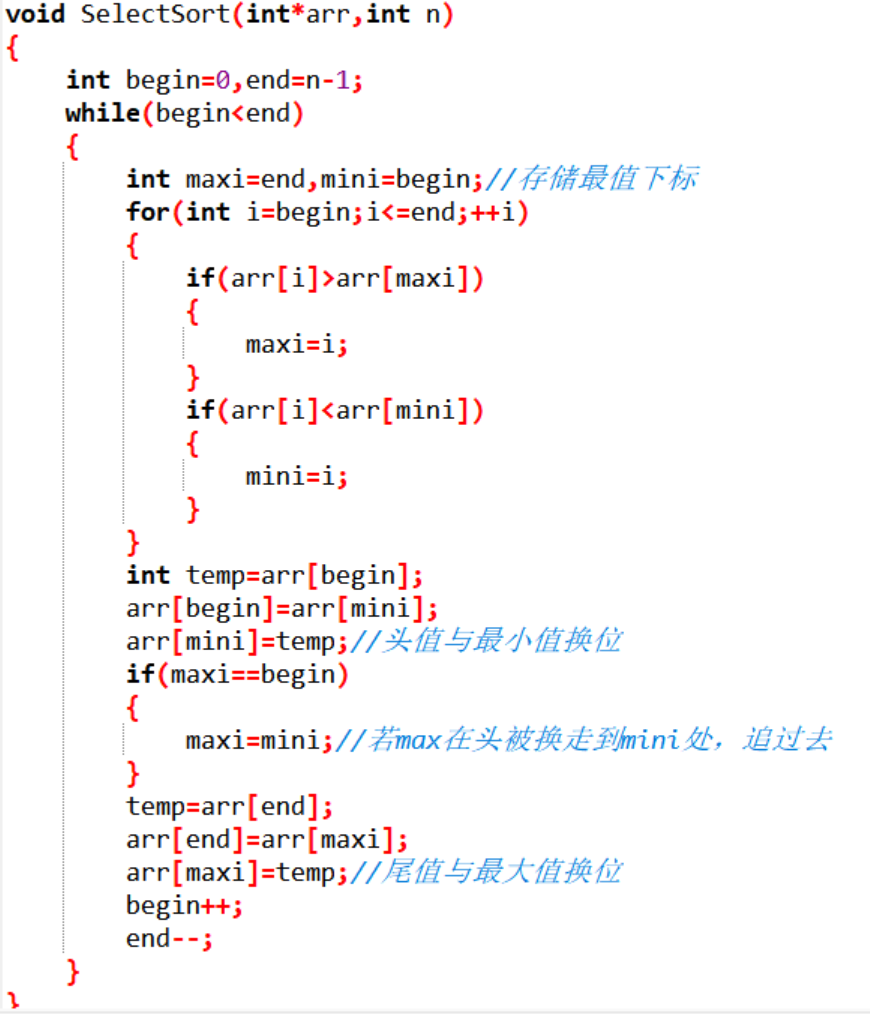 void SelectSort(int*arr,int n)
{
    int begin=0,end=n-1;
    while(begin<end)
    {
        int maxi=end,mini=begin;//存储最值下标
        for(int i=begin;i<=end;++i)
        {
            if(arr[i]>arr[maxi])
            {
                maxi=i;
            }
            if(arr[i]<arr[mini])
            {
                mini=i;
            }
        }
        int temp=arr[begin];
        arr[begin]=arr[mini];
        arr[mini]=temp;//头值与最小值换位
        if(maxi==begin)
        {
            maxi=mini;//若max在头被换走到mini处，追过去
        }
        temp=arr[end];
        arr[end]=arr[maxi];
        arr[maxi]=temp;//尾值与最大值换位
        begin++;
        end--;
    }
}